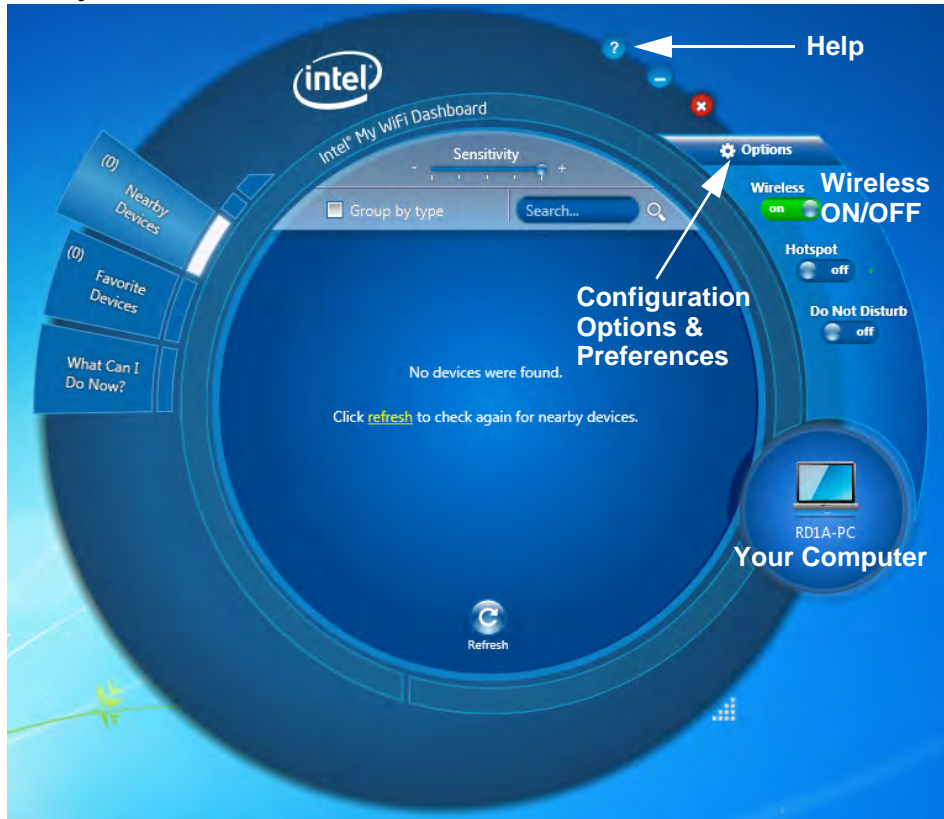 ? Help
intel
Intel® My WiFi Dashboard
Sensitivity
- +
Group by type
Search...
Options
Wireless
on
Wireless
ON/OFF
Hotspot
off
Do Not Disturb
off
Configuration
Options &
Preferences
(0)
Nearby
Devices
(0)
Favorite
Devices
What Can I
Do Now?
No devices were found.
Click refresh to check again for nearby devices.
RD1A-PC
Your Computer
Refresh